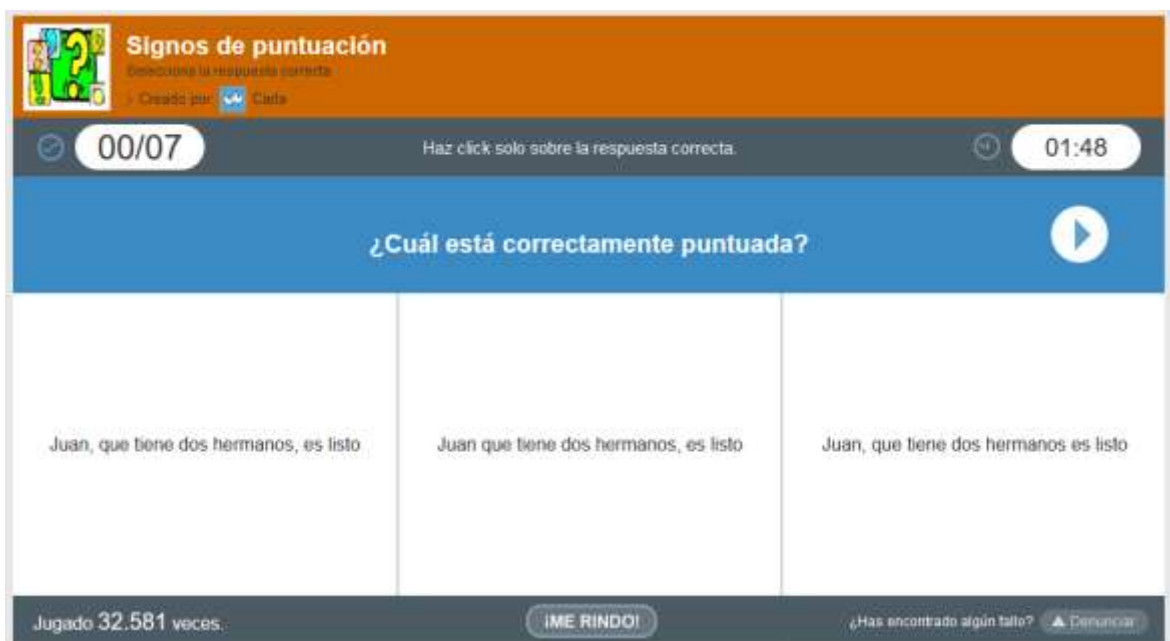 Signos de puntuación
Selecciona la respuesta correcta
Creado por: Carla
00/07
Haz click solo sobre la respuesta correcta.
01:48
¿Cuál está correctamente puntuada?
Juan, que tiene dos hermanos, es listo
Juan que tiene dos hermanos, es listo
Juan, que tiene dos hermanos es listo
Jugado 32.581 veces.
¡ME RINDO!
¿Has encontrado algún fallo? Denunciar